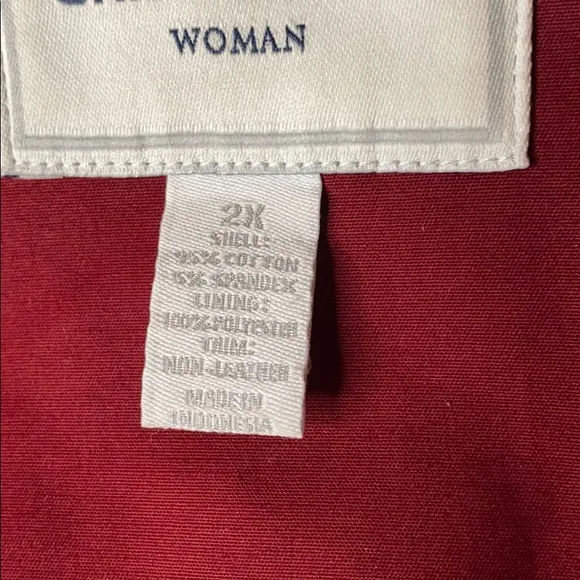 WOMAN
2X
SHELL:
95% COTTON
5% SPANDEX
LINING:
100% POLYESTER
TRIM:
NON-LEATHER
MADE IN
INDONESIA